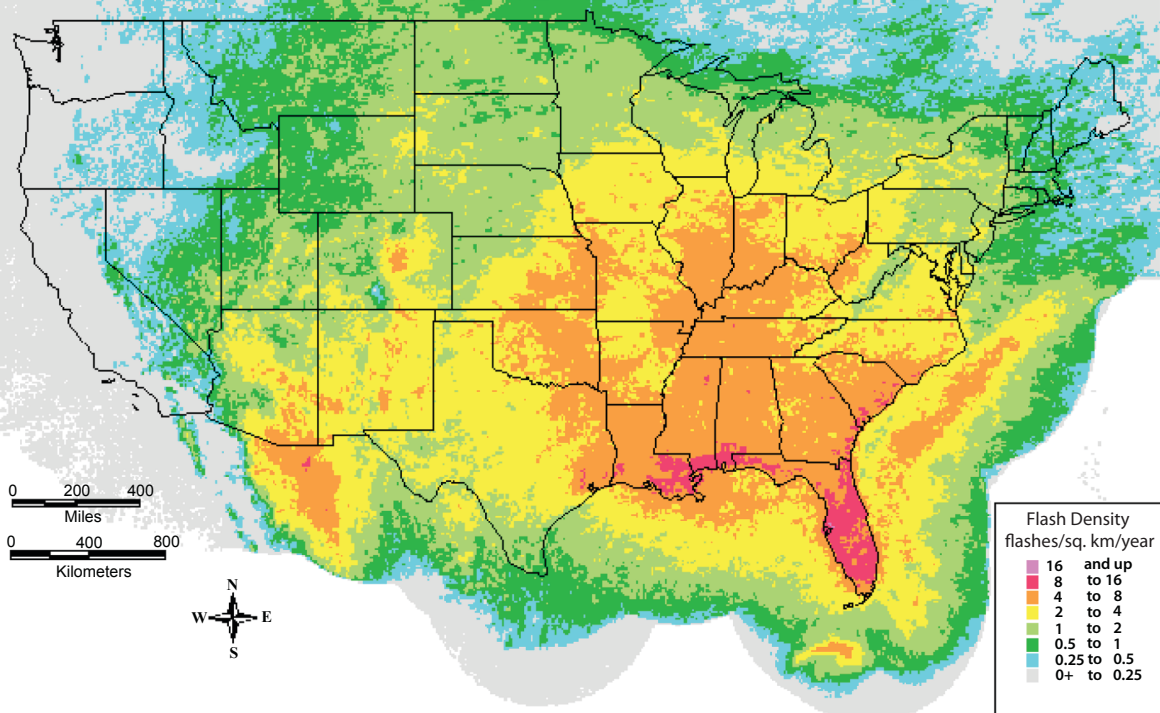 0 200 400
Miles
0 400 800
Kilometers
N
W E
S
Flash Density
flashes/sq. km/year
16 and up
8 to 16
4 to 8
2 to 4
1 to 2
0.5 to 1
0.25 to 0.5
0+ to 0.25